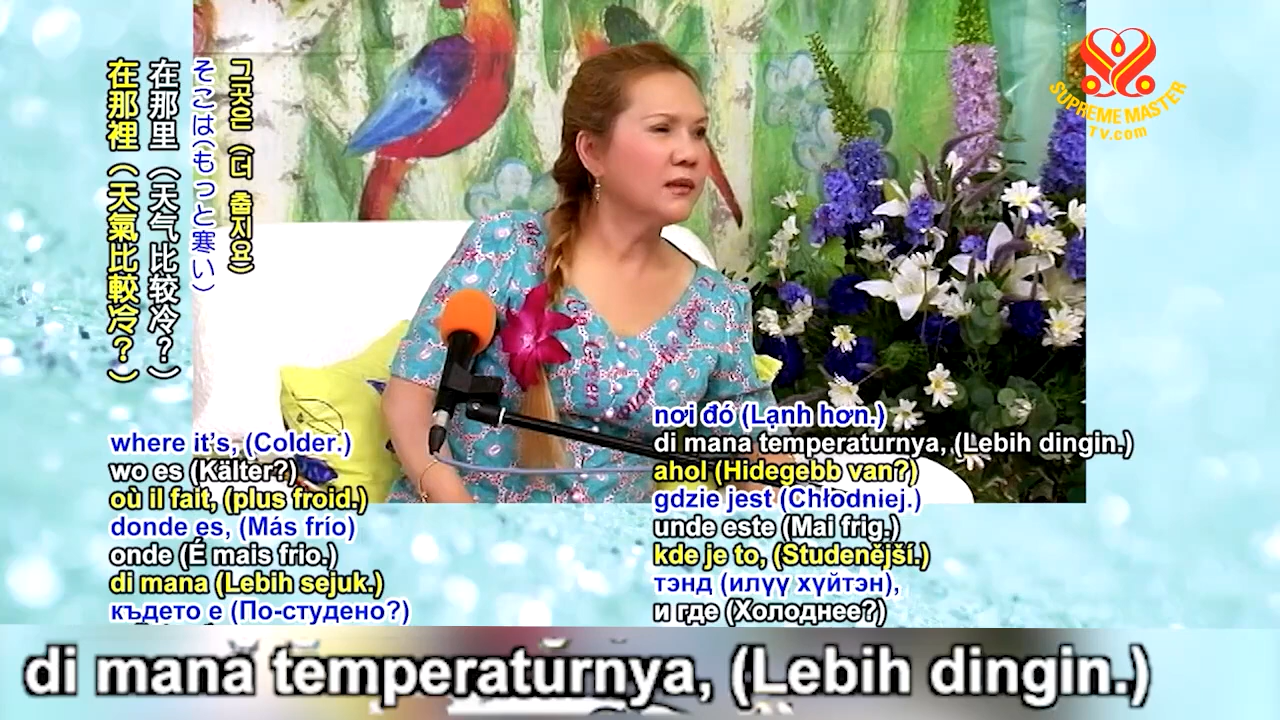 在那裡（天氣比較冷？）
在那里（天气比较冷？）
そこは(もっと寒い)
그곳은 (더 춥지요)
SUPREME MASTER
TV.com
where it's, (Colder.)
wo es (Kälter?)
où il fait, (plus froid.)
donde es, (Más frío)
onde (É mais frio.)
di mana (Lebih sejuk.)
където е (По-студено?)
nơi đó (Lạnh hơn.)
di mana temperaturnya, (Lebih dingin.)
ahol (Hidegebb van?)
gdzie jest (Chłodniej.)
unde este (Mai frig.)
kde je to, (Studenější.)
тэнд (илүү хүйтэн),
и где (Холоднее?)
di mana temperaturnya, (Lebih dingin.)